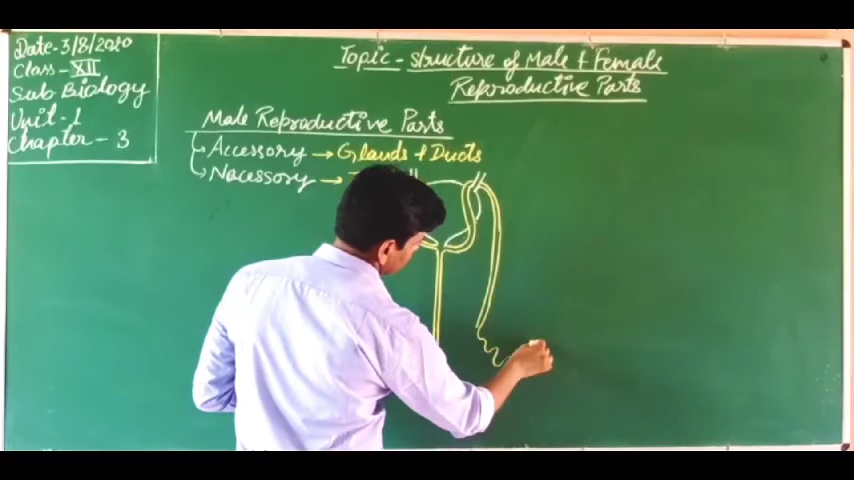 Date-3/8/2020
Class-XII
Sub-Biology
Unit-1
Chapter-3
Topic-structure of Male & Female
Reproductive Parts
Male Reproductive Parts
Accessory → Glands & Ducts
Necessory →